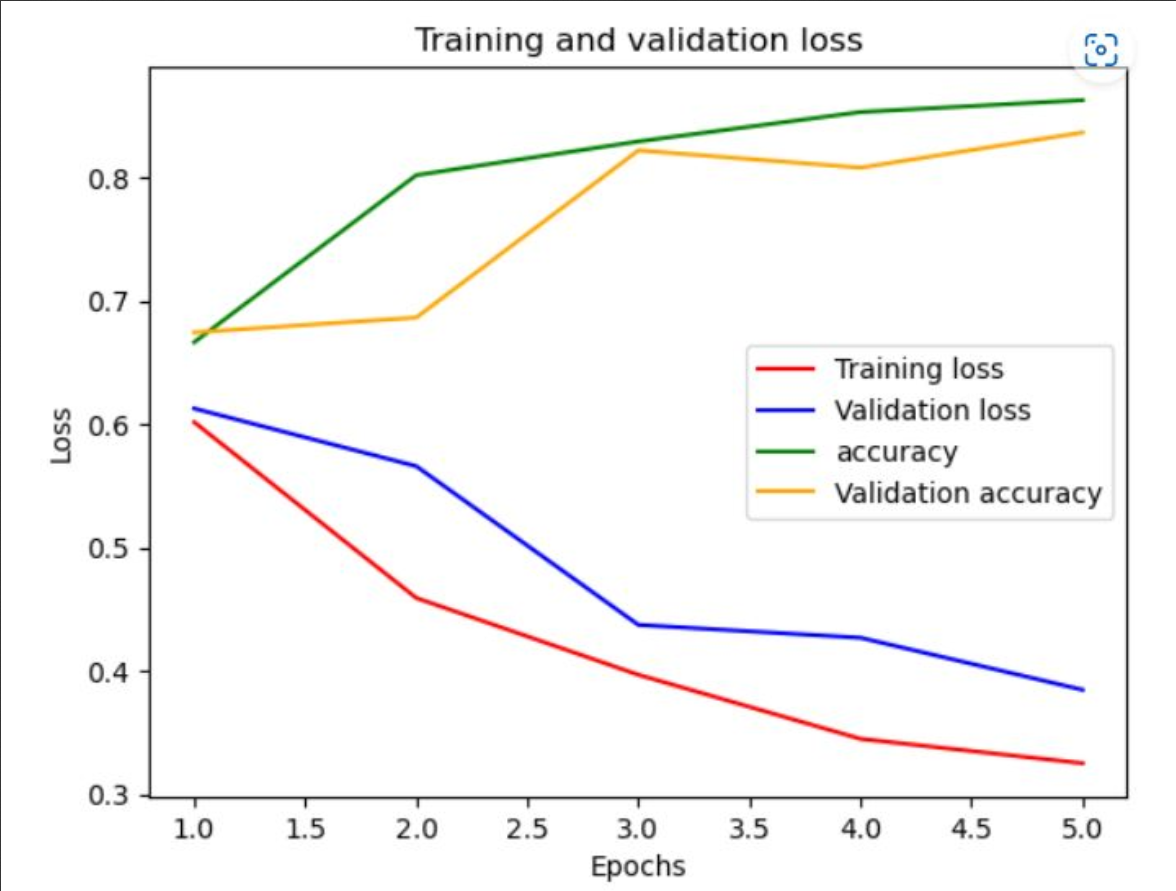 Training and validation loss
0.8
0.7
0.6
0.5
0.4
0.3
Loss
Training loss
Validation loss
accuracy
Validation accuracy
1.0 1.5 2.0 2.5 3.0 3.5 4.0 4.5 5.0
Epochs